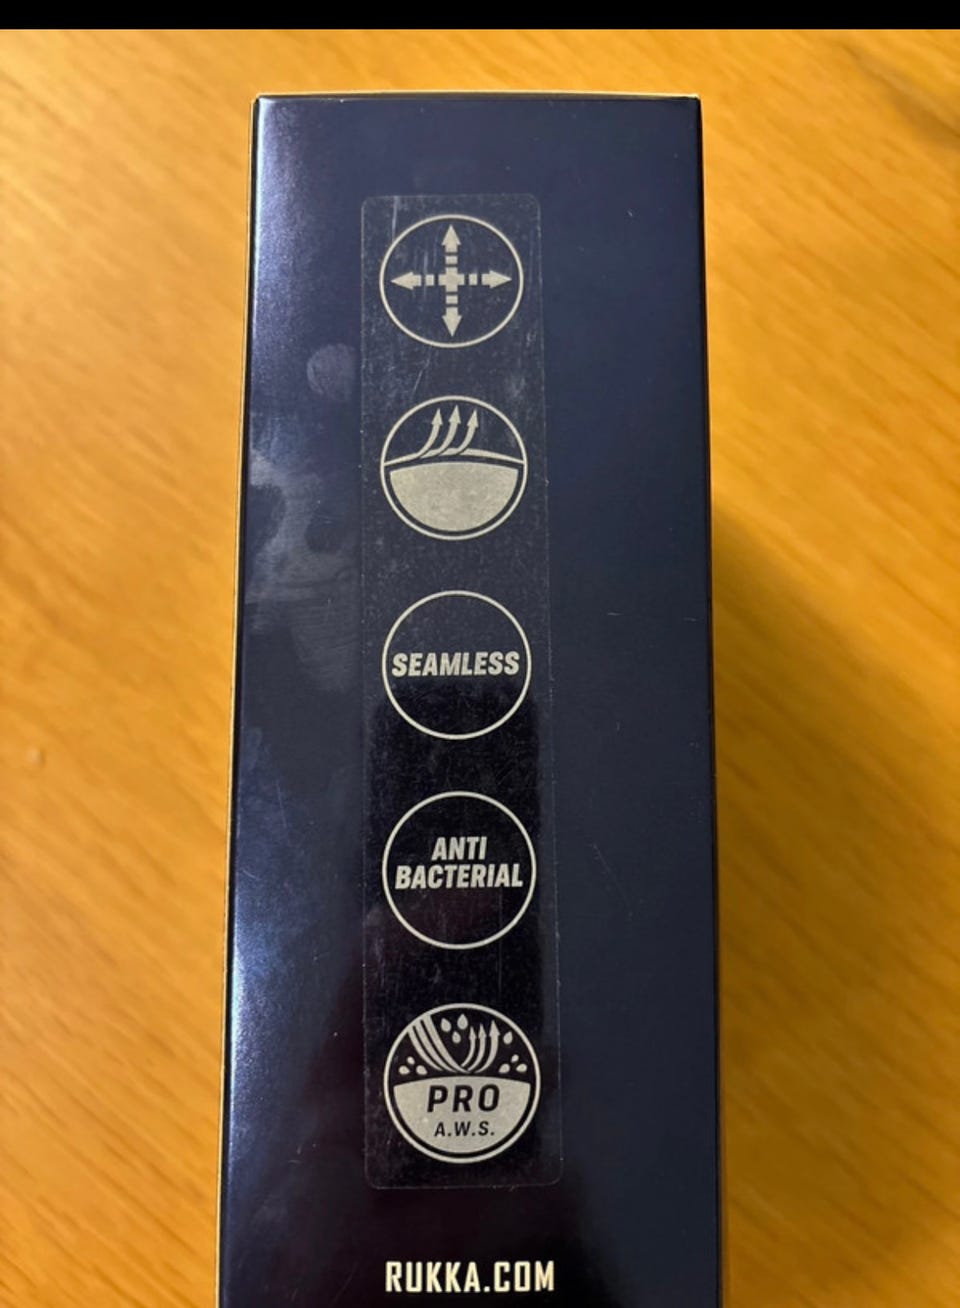 SEAMLESS
ANTI
BACTERIAL
PRO
A.W.S.
RUKKA.COM